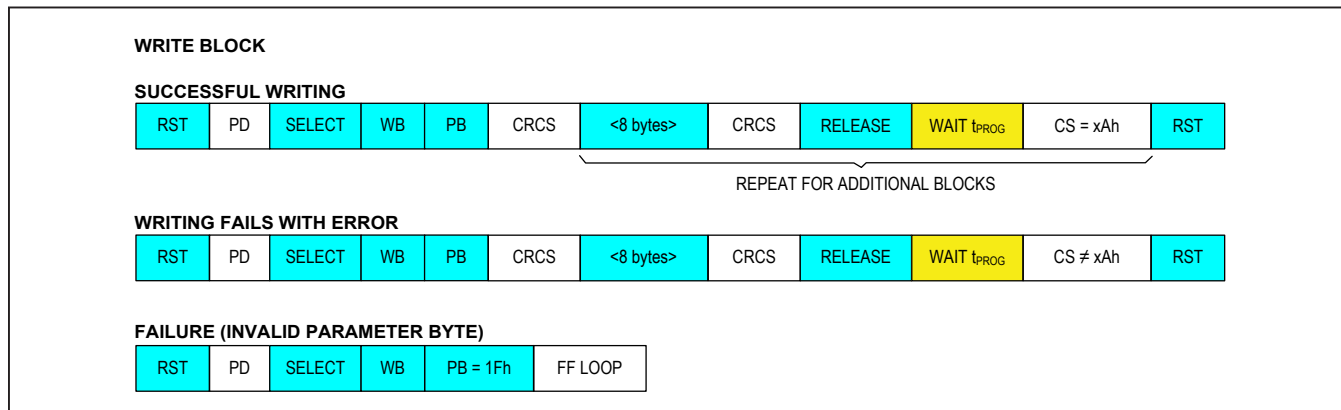 WRITE BLOCK
SUCCESSFUL WRITING
RST PD SELECT WB PB CRCS <8 bytes> CRCS RELEASE WAIT tPROG CS = xAh RST
REPEAT FOR ADDITIONAL BLOCKS
WRITING FAILS WITH ERROR
RST PD SELECT WB PB CRCS <8 bytes> CRCS RELEASE WAIT tPROG CS ≠ xAh RST
FAILURE (INVALID PARAMETER BYTE)
RST PD SELECT WB PB = 1Fh FF LOOP